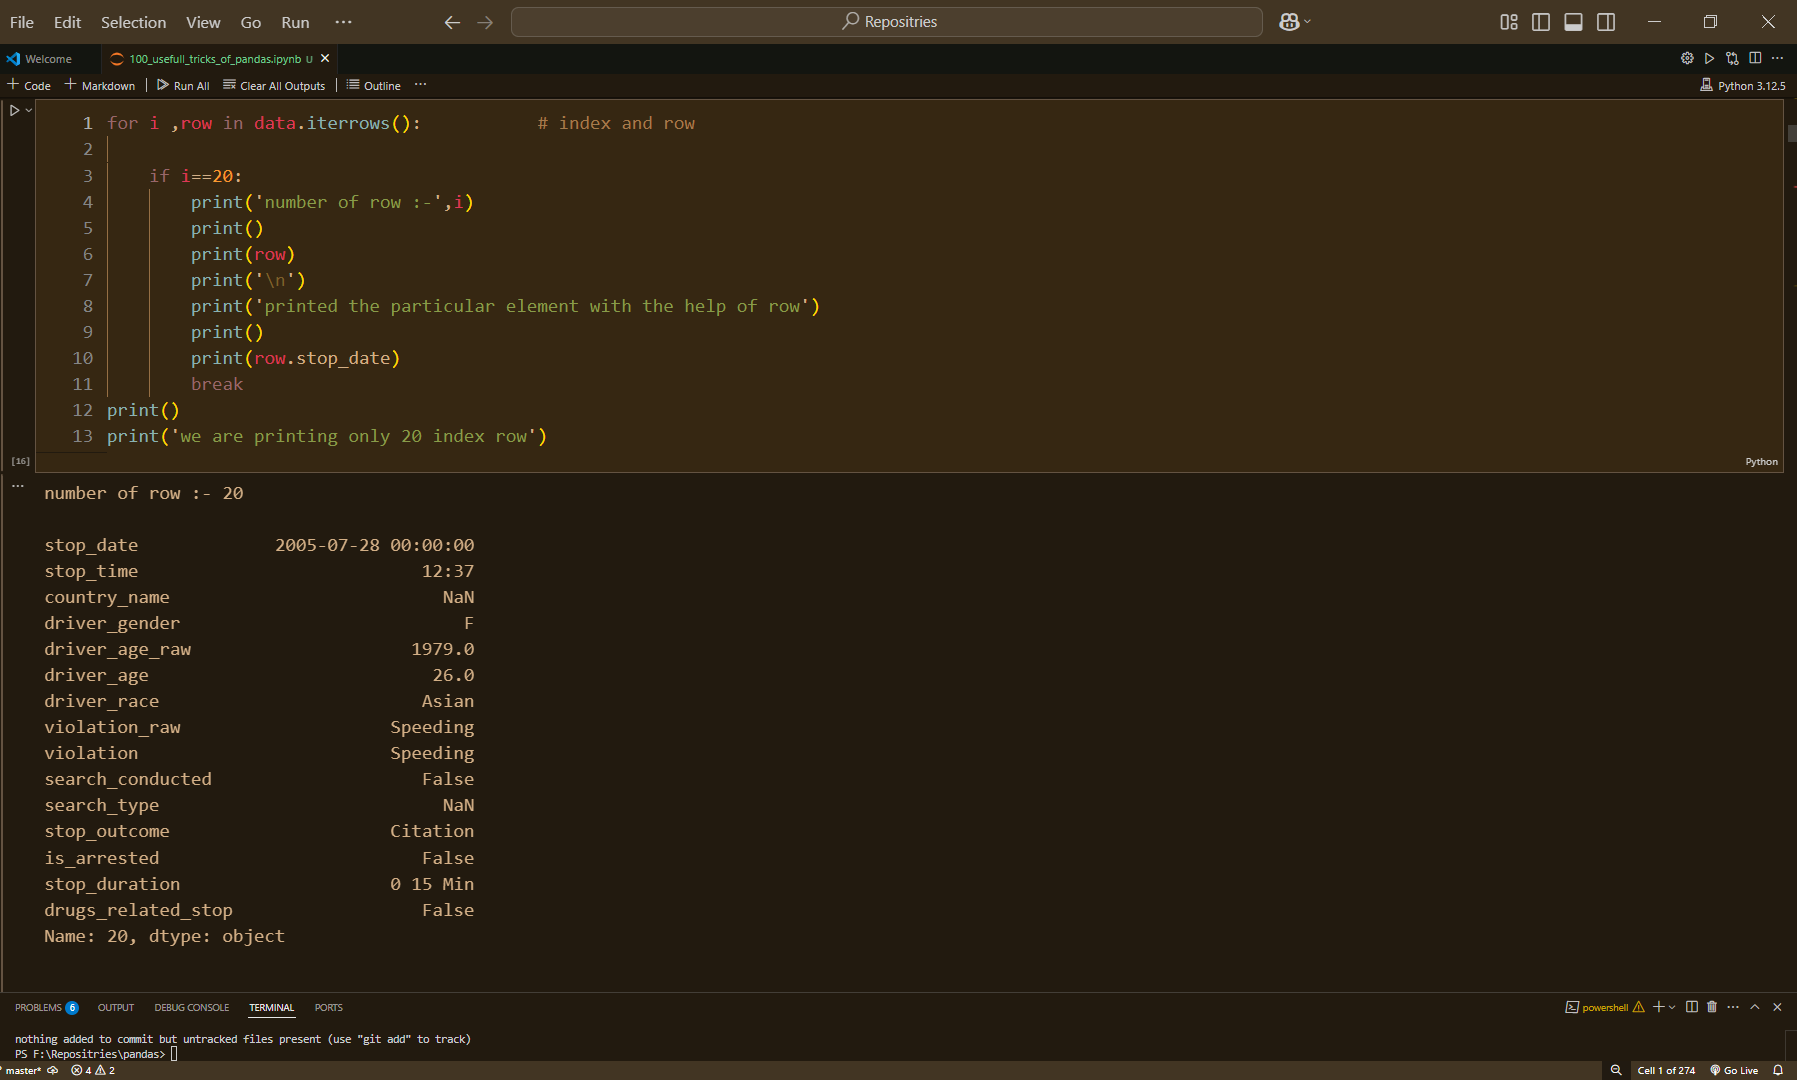 File Edit Selection View Go Run ···
Repositries
Welcome
100_usefull_tricks_of_pandas.ipynb U
+ Code + Markdown | Run All Clear All Outputs | Outline ···
Python 3.12.5
1 for i ,row in data.iterrows(): # index and row
2
3 if i==20:
4 print('number of row :-',i)
5 print()
6 print(row)
7 print('\n')
8 print('printed the particular element with the help of row')
9 print()
10 print(row.stop_date)
11 break
12 print()
13 print('we are printing only 20 index row')
[16]
Python
number of row :- 20
stop_date 2005-07-28 00:00:00
stop_time 12:37
country_name NaN
driver_gender F
driver_age_raw 1979.0
driver_age 26.0
driver_race Asian
violation_raw Speeding
violation Speeding
search_conducted False
search_type NaN
stop_outcome Citation
is_arrested False
stop_duration 0 15 Min
drugs_related_stop False
Name: 20, dtype: object
PROBLEMS 6 OUTPUT DEBUG CONSOLE TERMINAL PORTS
powershell
nothing added to commit but untracked files present (use "git add" to track)
PS F:\Repositries\pandas>
master* 4 2
Cell 1 of 274 Go Live